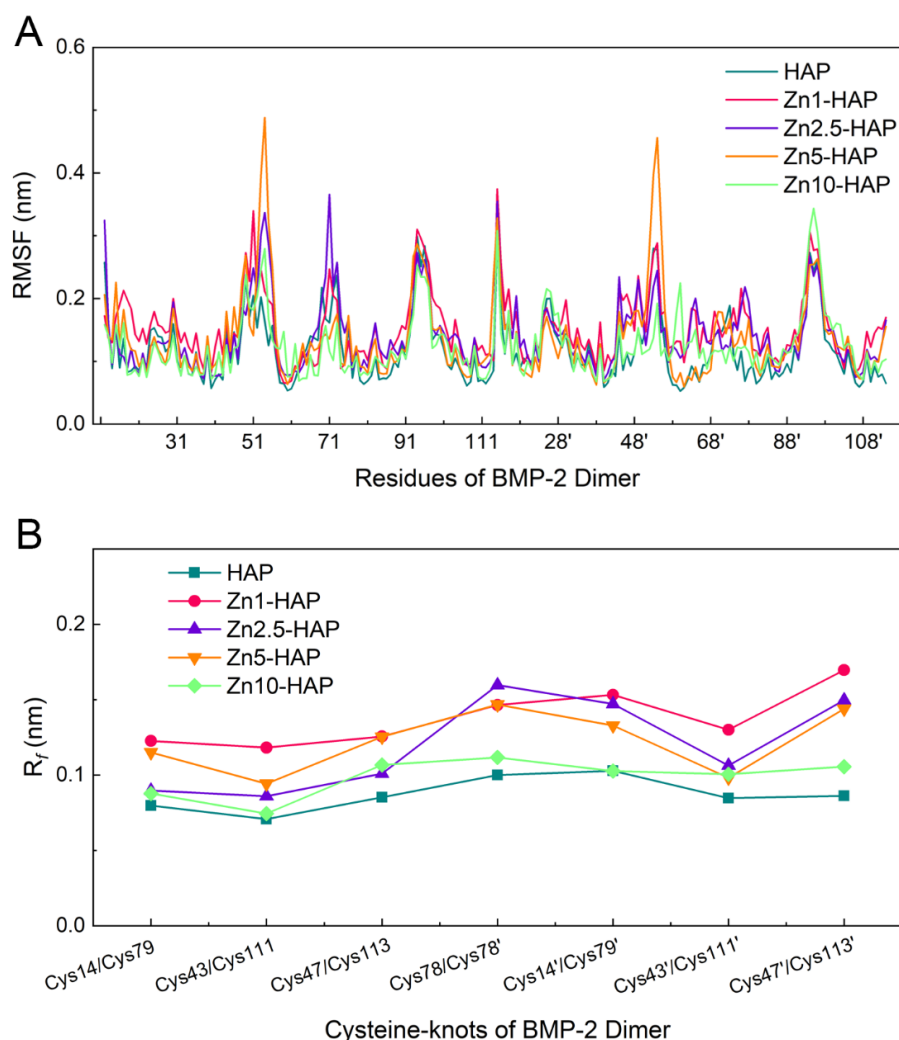 A
0.6
0.4
0.2
0.0
RMSF (nm)
HAP
Zn1-HAP
Zn2.5-HAP
Zn5-HAP
Zn10-HAP
31 51 71 91 111 28' 48' 68' 88' 108'
Residues of BMP-2 Dimer
B
0.2
0.1
0.0
Rf (nm)
HAP
Zn1-HAP
Zn2.5-HAP
Zn5-HAP
Zn10-HAP
Cys14/Cys79
Cys43/Cys111
Cys47/Cys113
Cys78/Cys78'
Cys14'/Cys79'
Cys43'/Cys111'
Cys47'/Cys113'
Cysteine-knots of BMP-2 Dimer